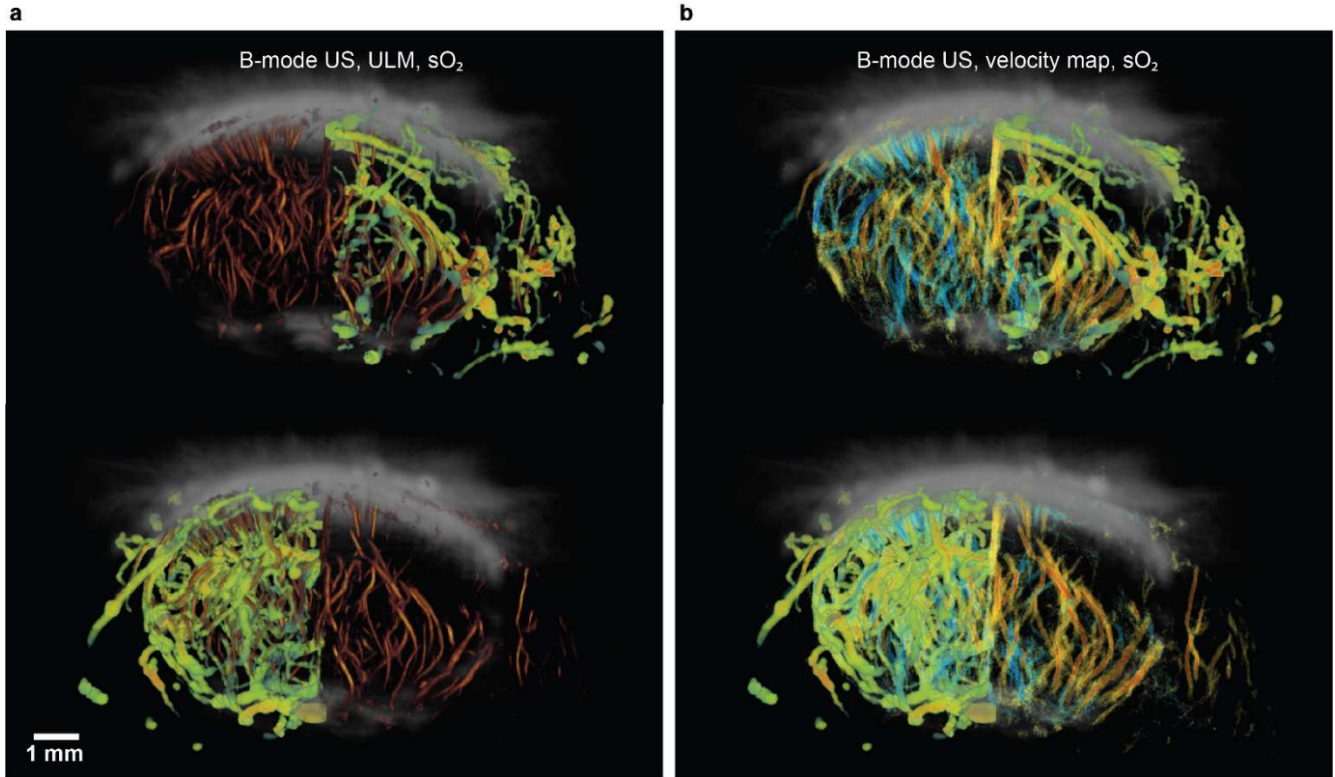 a
B-mode US, ULM, sO₂
b
B-mode US, velocity map, sO₂
1 mm